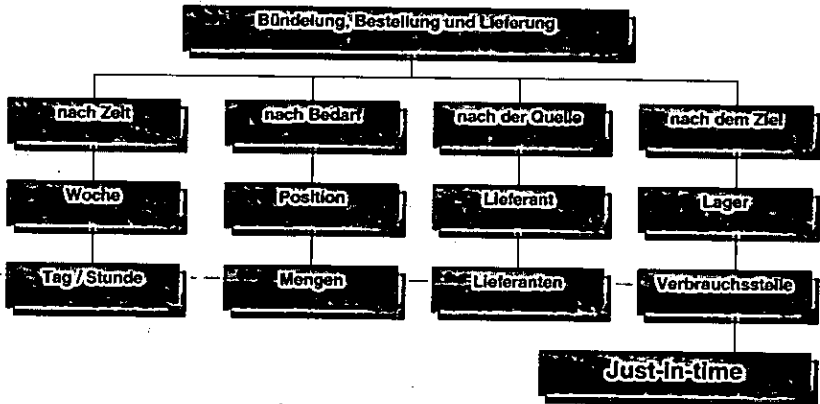 Bündelung, Bestellung und Lieferung
nach Zeit
nach Bedarf
nach der Quelle
nach dem Ziel
Woche
Position
Lieferant
Lager
Tag / Stunde
Mengen
Lieferanten
Verbrauchsstelle
Just-in-time